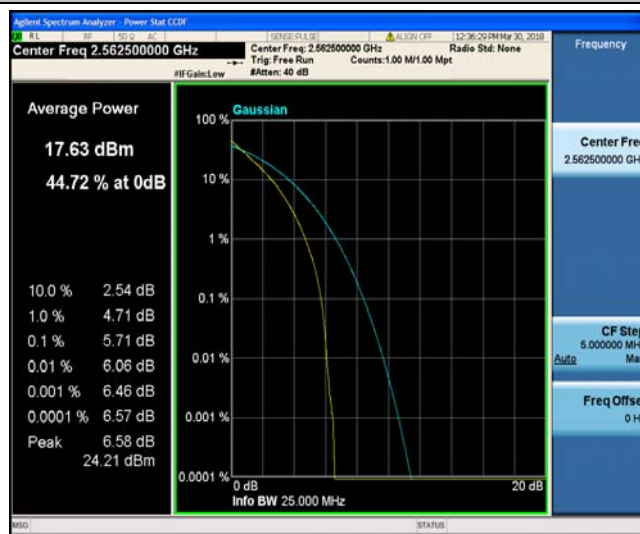 Agilent Spectrum Analyzer - Power Stat CCDF
RL RF 50 Ω AC SENSE:PULSE ALIGN OFF 12:36:29 PM Mar 30, 2018
Center Freq 2.562500000 GHz
Center Freq: 2.562500000 GHz Radio Std: None
Trig: Free Run Counts:1.00 M/1.00 Mpt
#IFGain:Low #Atten: 40 dB
Frequency
Average Power
17.63 dBm
44.72 % at 0dB
10.0 % 2.54 dB
1.0 % 4.71 dB
0.1 % 5.71 dB
0.01 % 6.06 dB
0.001 % 6.46 dB
0.0001 % 6.57 dB
Peak 6.58 dB
24.21 dBm
Gaussian
100 %
10 %
1 %
0.1 %
0.01 %
0.001 %
0.0001 %
0 dB 20 dB
Info BW 25.000 MHz
Center Fre
2.562500000 GH
CF Ste
5.000000 MH
Auto Ma
Freq Offse
0 H
MSG STATUS